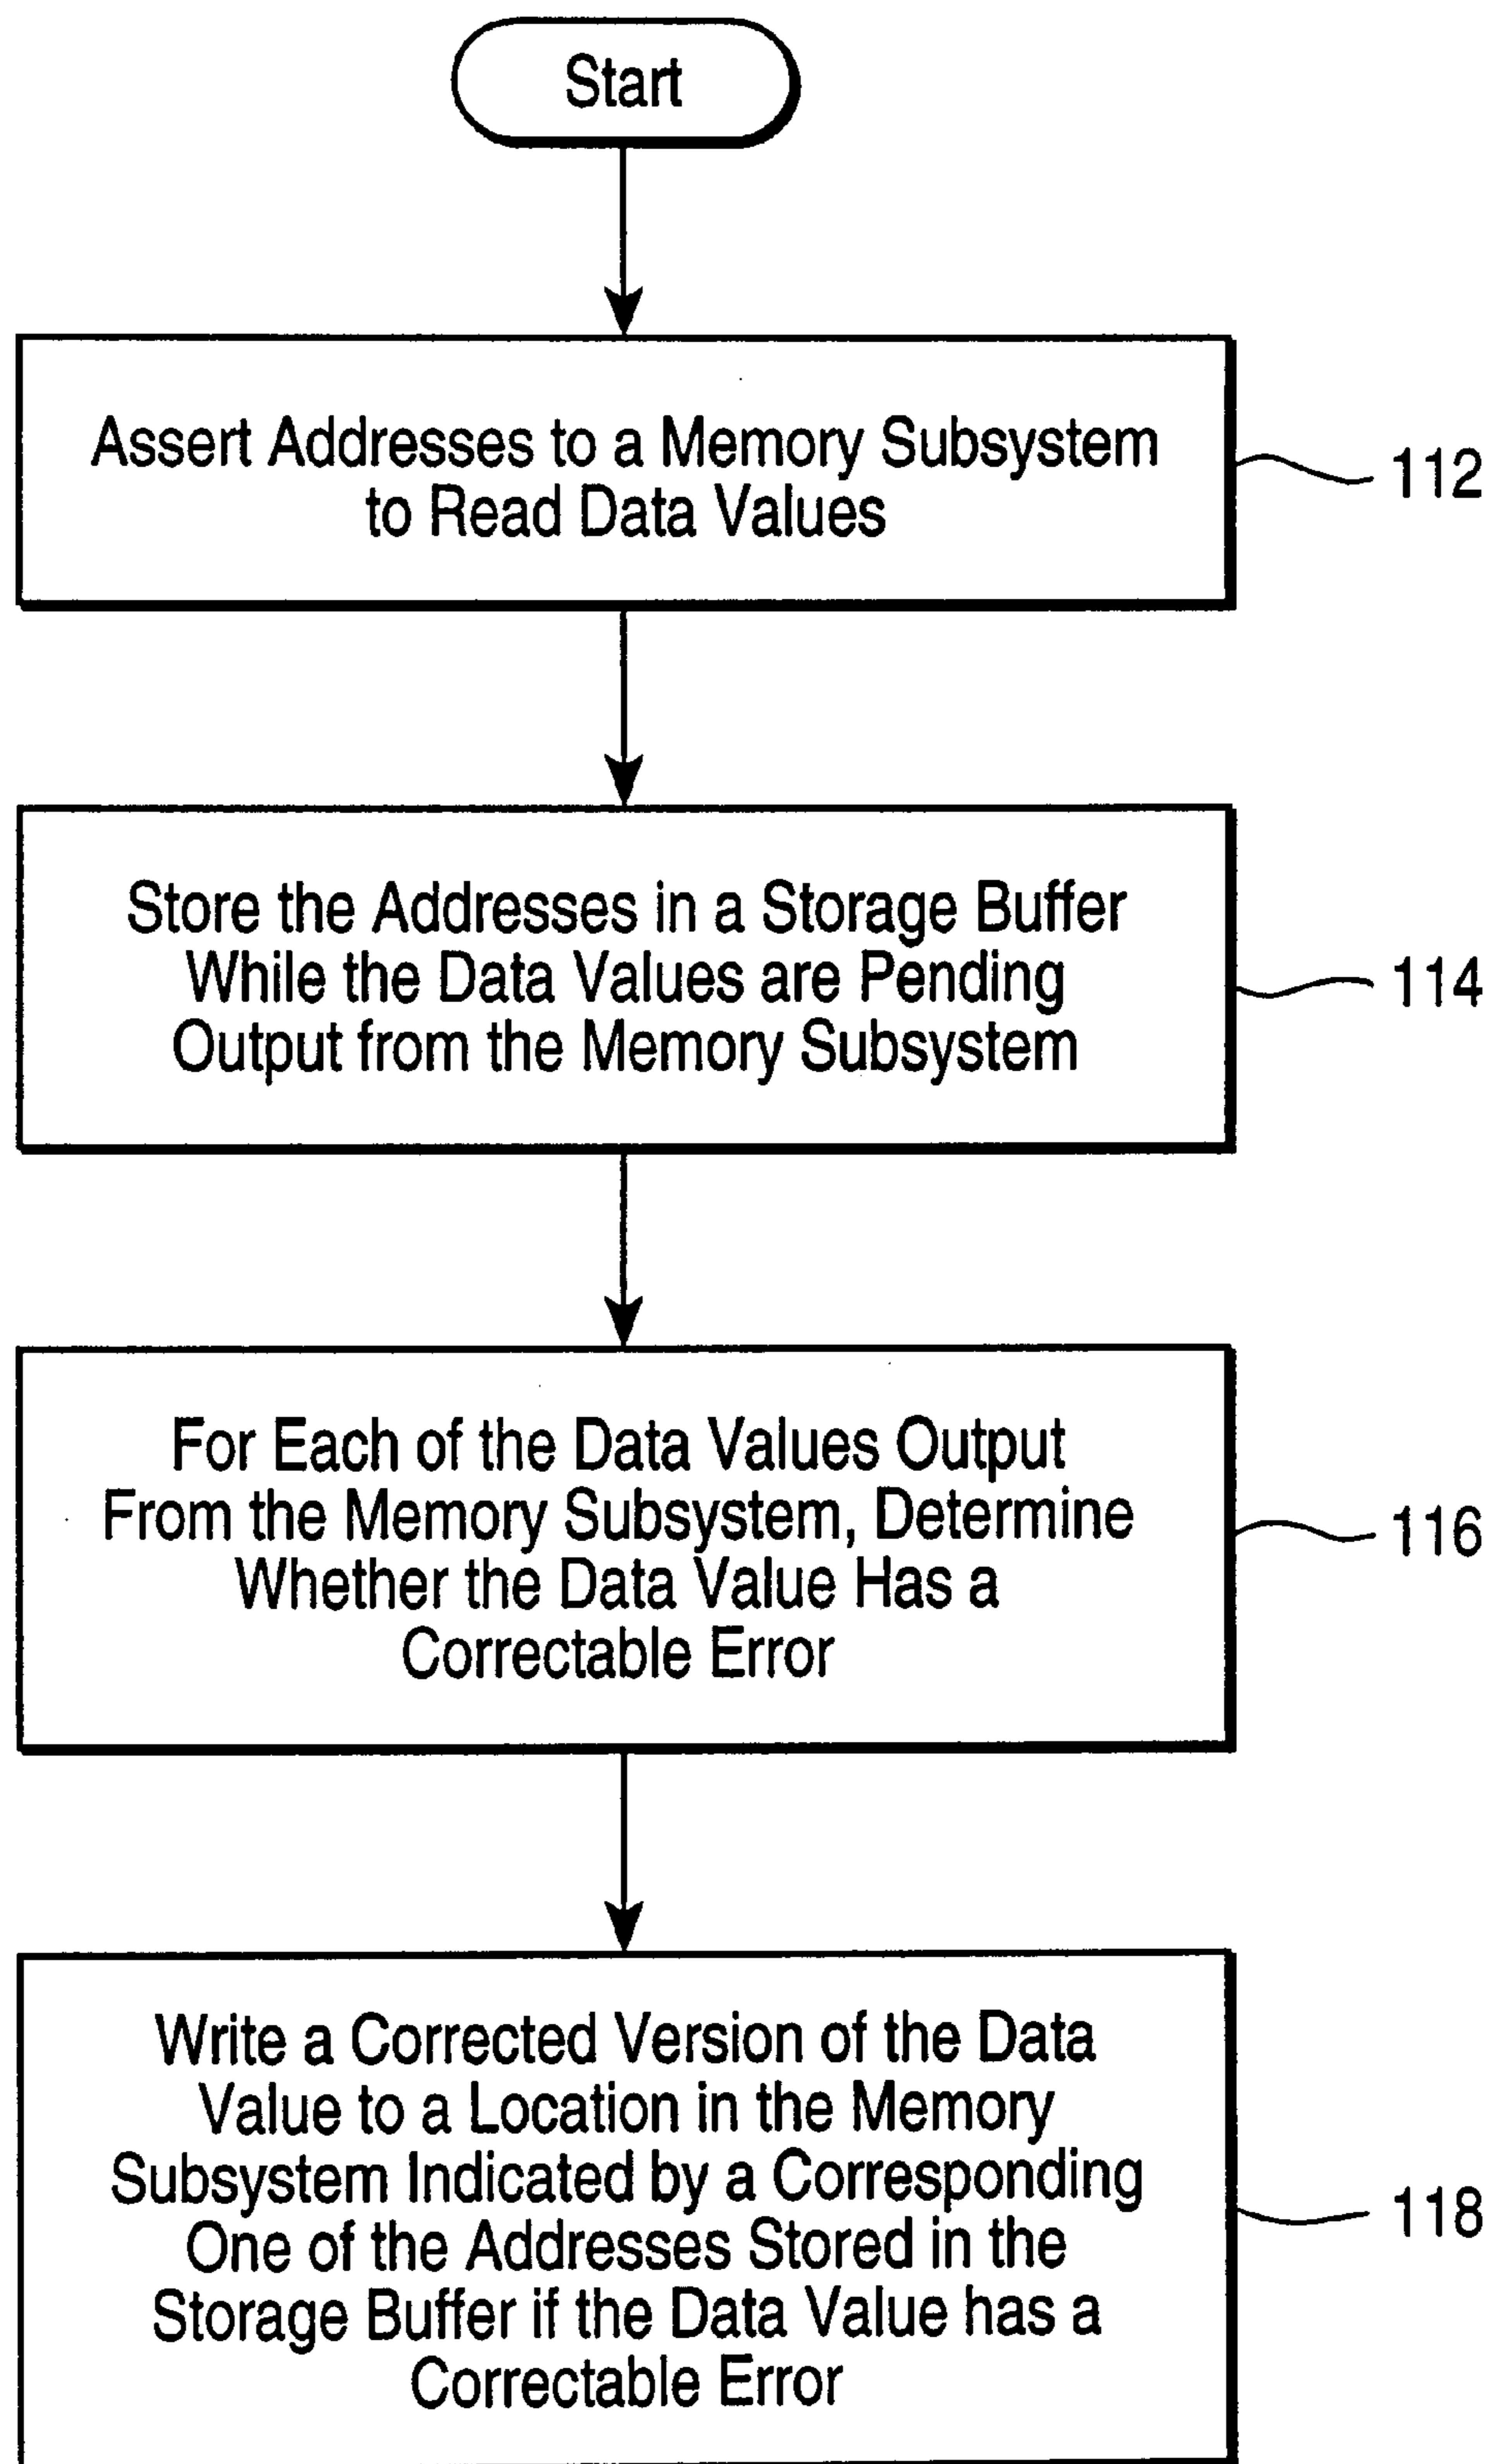 Start
Assert Addresses to a Memory Subsystem
to Read Data Values
112
Store the Addresses in a Storage Buffer
While the Data Values are Pending
Output from the Memory Subsystem
114
For Each of the Data Values Output
From the Memory Subsystem, Determine
Whether the Data Value Has a
Correctable Error
116
Write a Corrected Version of the Data
Value to a Location in the Memory
Subsystem Indicated by a Corresponding
One of the Addresses Stored in the
Storage Buffer if the Data Value has a
Correctable Error
118